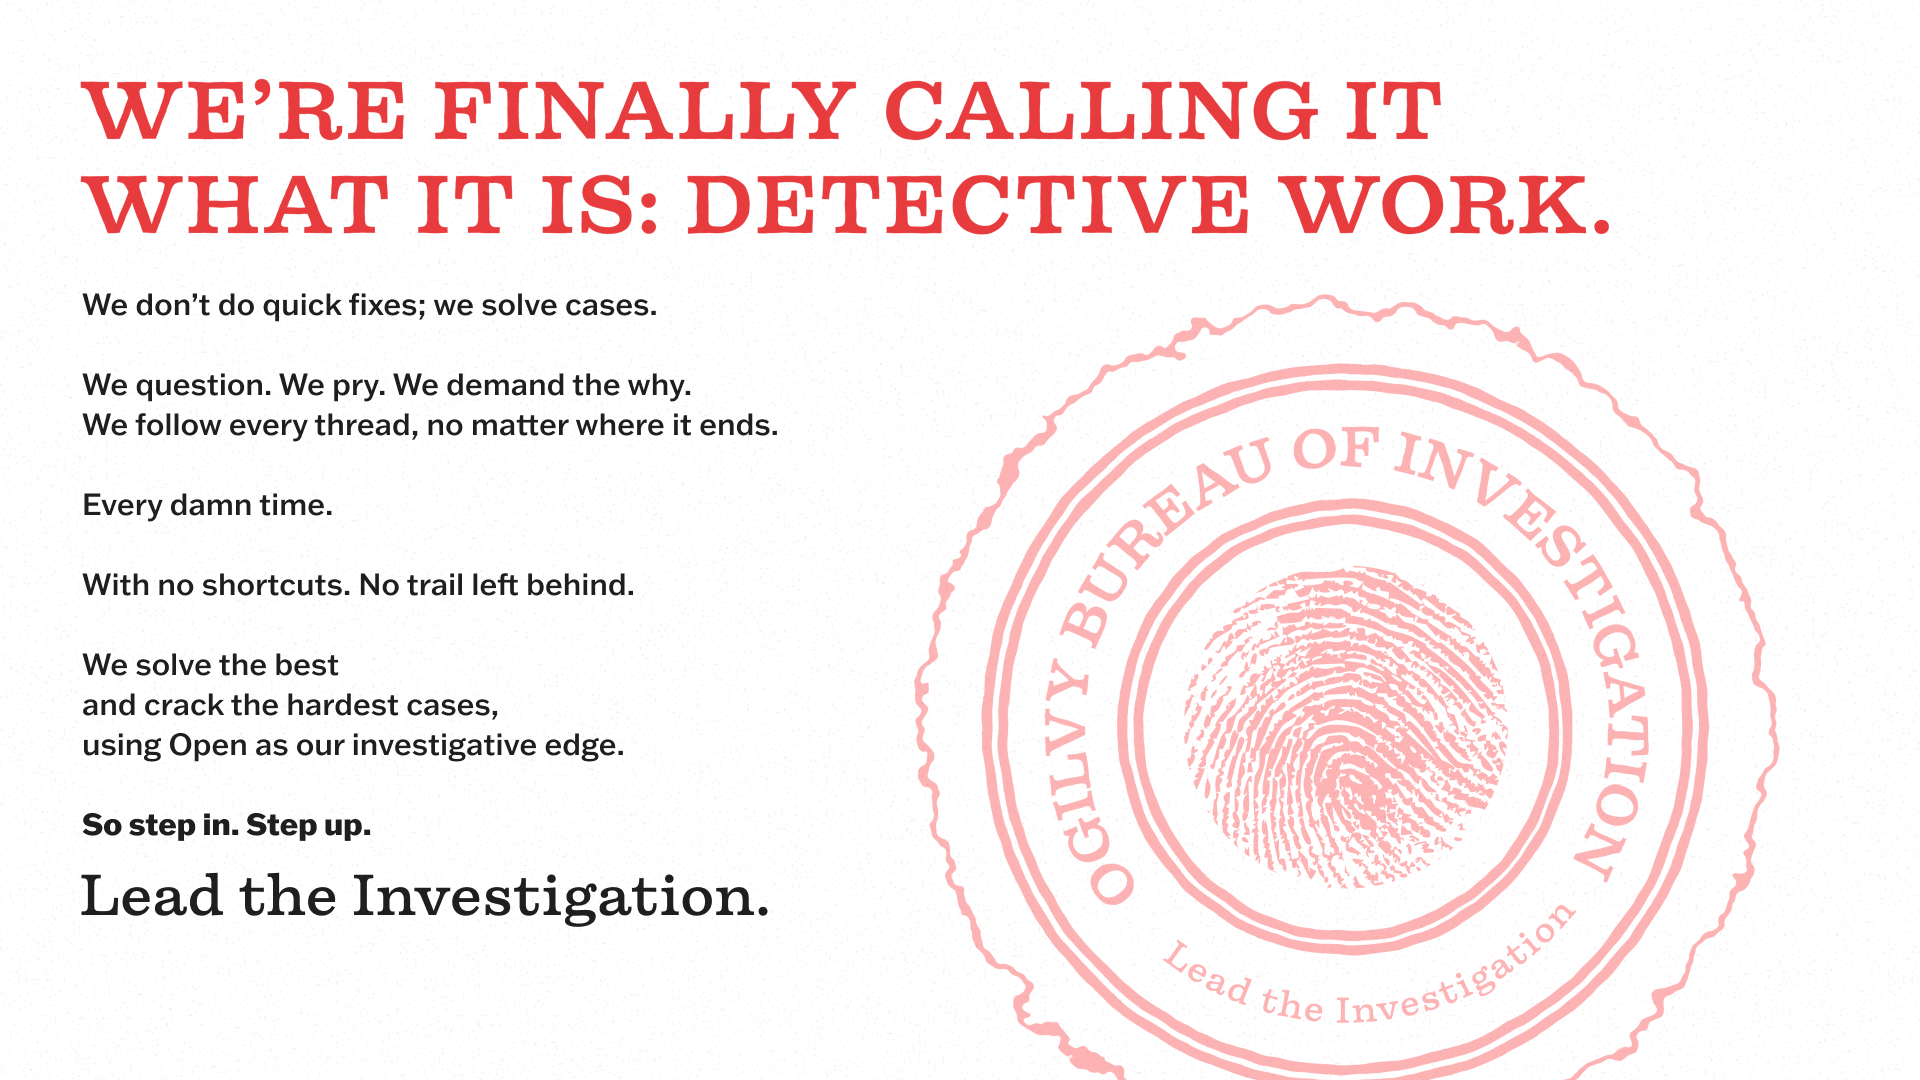 WE’RE FINALLY CALLING IT
WHAT IT IS: DETECTIVE WORK.
We don’t do quick fixes; we solve cases.
We question. We pry. We demand the why.
We follow every thread, no matter where it ends.
Every damn time.
With no shortcuts. No trail left behind.
We solve the best
and crack the hardest cases,
using Open as our investigative edge.
So step in. Step up.
Lead the Investigation.
OGILVY BUREAU OF INVESTIGATION
Lead the Investigation